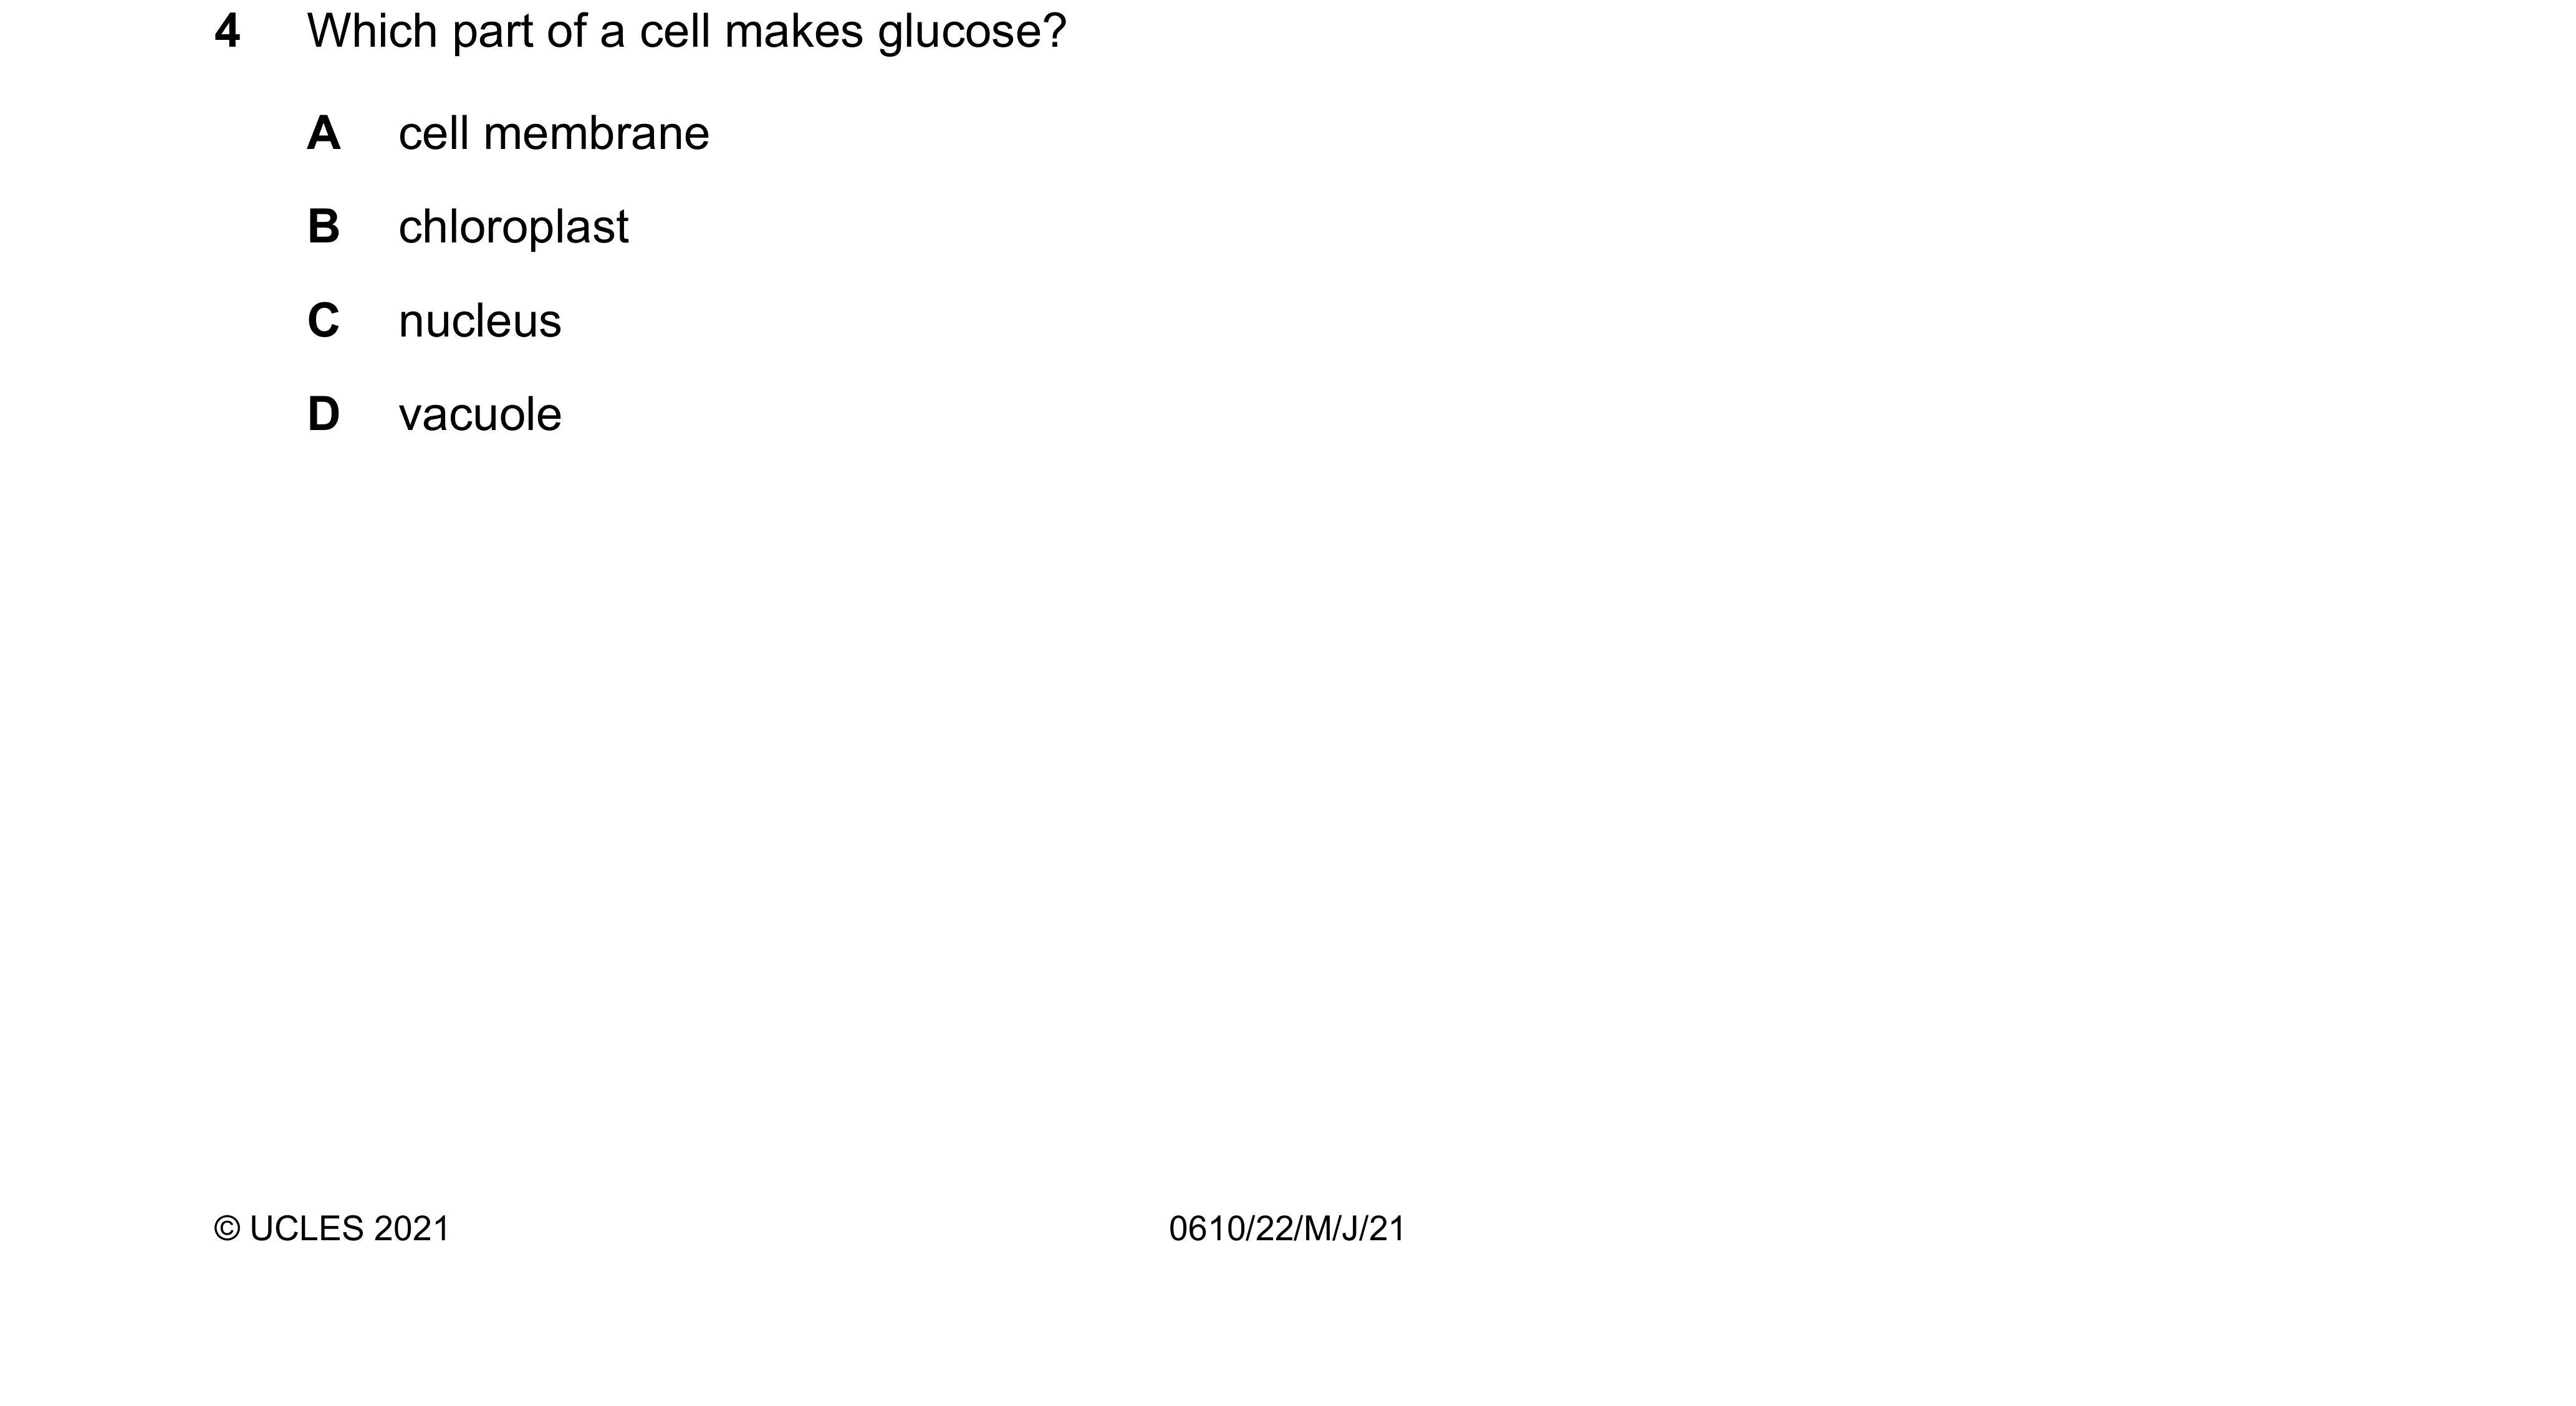 4 Which part of a cell makes glucose?
A cell membrane
B chloroplast
C nucleus
D vacuole
© UCLES 2021 0610/22/M/J/21